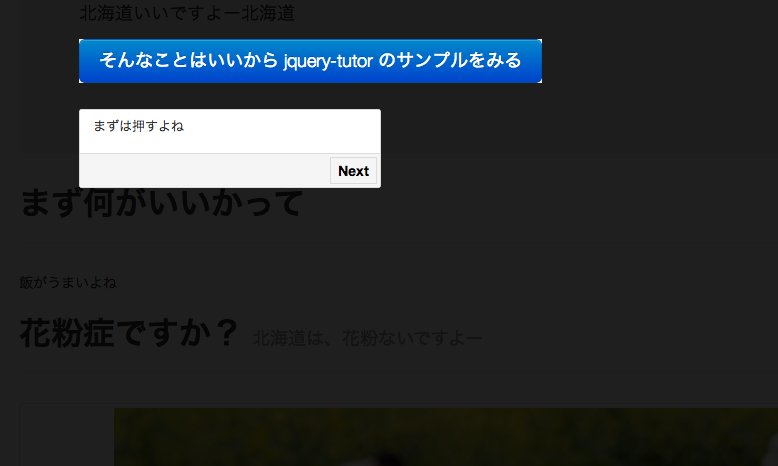 北海道いいですよー北海道
そんなことはいいから jquery-tutor のサンプルをみる
まずは押すよね
Next
まず何がいいかって
飯がうまいよね
花粉症ですか？ 北海道は、花粉ないですよー